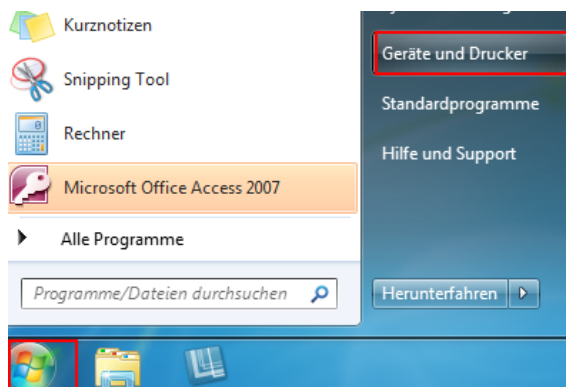 Kurznotizen
Snipping Tool
Rechner
Microsoft Office Access 2007
Alle Programme
Programme/Dateien durchsuchen
Geräte und Drucker
Standardprogramme
Hilfe und Support
Herunterfahren